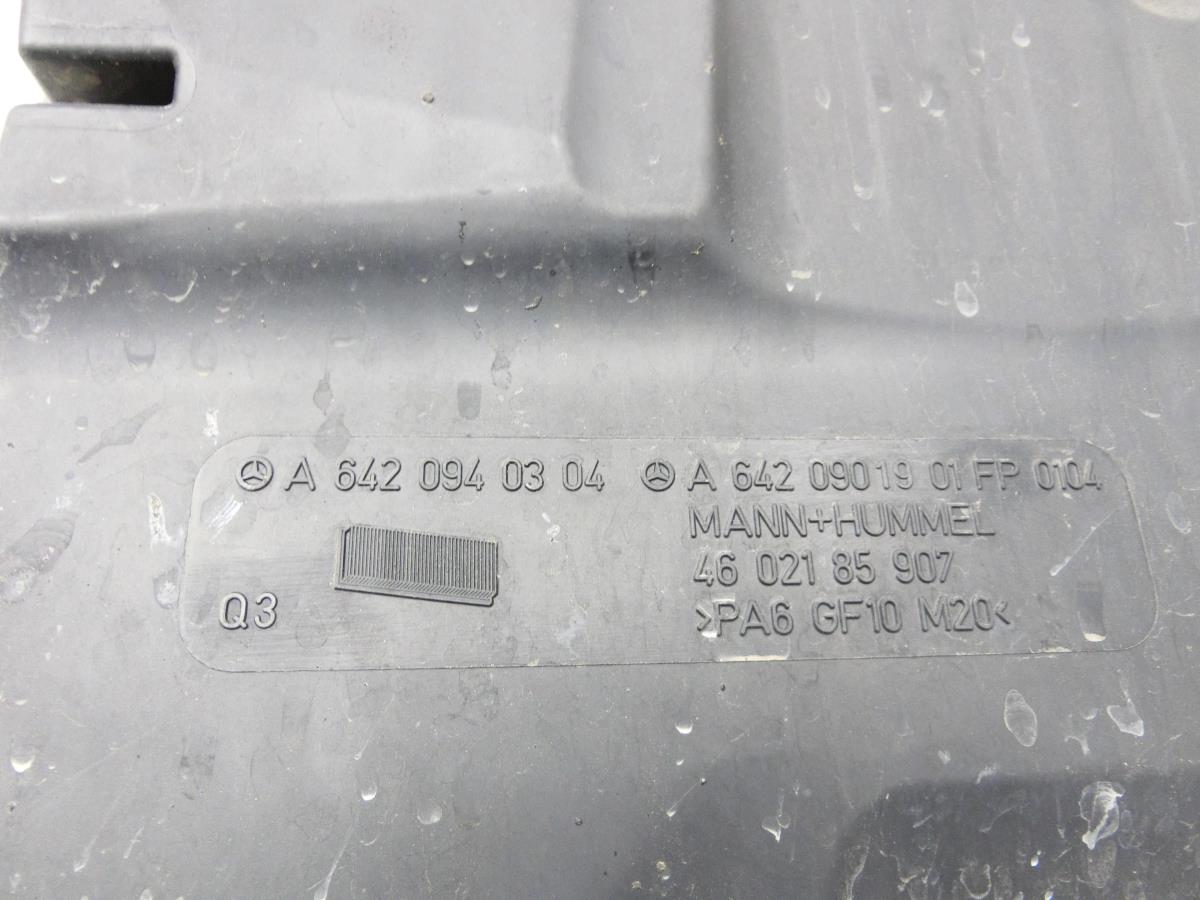 A 642 094 03 04 A 642 090 19 01 FP 0104
MANN+HUMMEL
46 021 85 907
Q3 >PA6 GF10 M20<